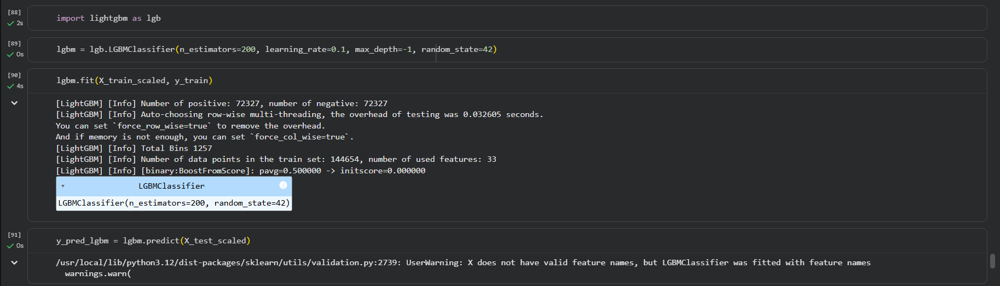 [88]
2s
import lightgbm as lgb
[89]
0s
lgbm = lgb.LGBMClassifier(n_estimators=200, learning_rate=0.1, max_depth=-1, random_state=42)
[90]
4s
lgbm.fit(X_train_scaled, y_train)
[LightGBM] [Info] Number of positive: 72327, number of negative: 72327
[LightGBM] [Info] Auto-choosing row-wise multi-threading, the overhead of testing was 0.032605 seconds.
You can set `force_row_wise=true` to remove the overhead.
And if memory is not enough, you can set `force_col_wise=true`.
[LightGBM] [Info] Total Bins 1257
[LightGBM] [Info] Number of data points in the train set: 144654, number of used features: 33
[LightGBM] [Info] [binary:BoostFromScore]: pavg=0.500000 -> initscore=0.000000
LGBMClassifier
LGBMClassifier(n_estimators=200, random_state=42)
[91]
0s
y_pred_lgbm = lgbm.predict(X_test_scaled)
/usr/local/lib/python3.12/dist-packages/sklearn/utils/validation.py:2739: UserWarning: X does not have valid feature names, but LGBMClassifier was fitted with feature names
warnings.warn(